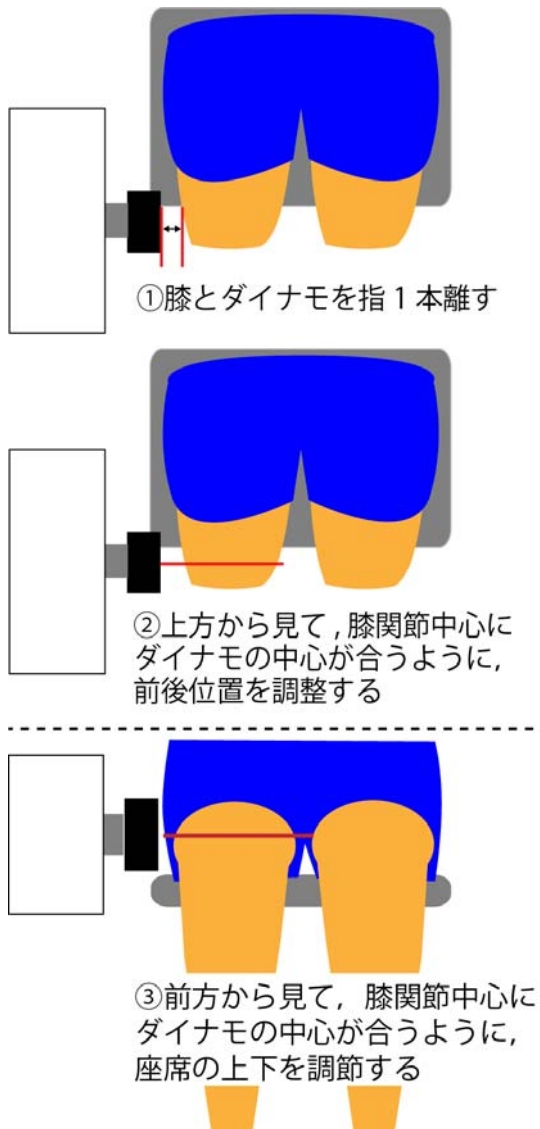 ①膝とダイナモを指 1 本離す
②上方から見て , 膝関節中心に
ダイナモの中心が合うように,
前後位置を調整する
③前方から見て, 膝関節中心に
ダイナモの中心が合うように,
座席の上下を調節する